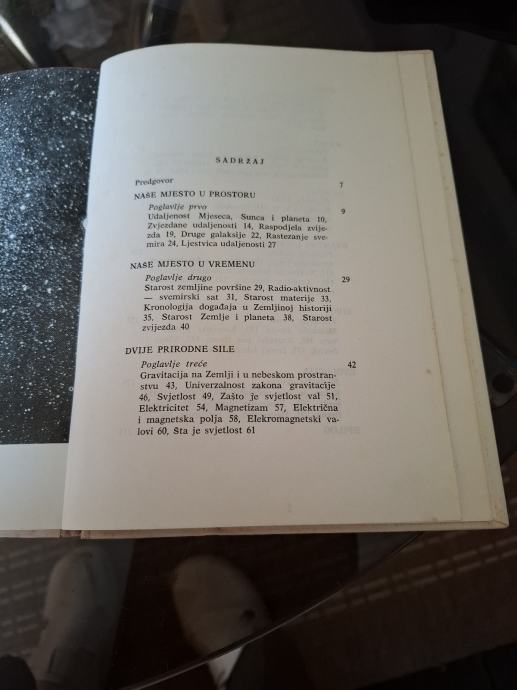 SADRŽAJ
Predgovor 7
NAŠE MJESTO U PROSTORU
Poglavlje prvo 9
Udaljenost Mjeseca, Sunca i planeta 10,
Zvjezdane udaljenosti 14, Raspodjela zvije-
zda 19, Druge galaksije 22, Rastezanje sve-
mira 24, Ljestvica udaljenosti 27
NAŠE MJESTO U VREMENU
Poglavlje drugo 29
Starost zemljine površine 29, Radio-aktivnost
— svemirski sat 31, Starost materije 33,
Kronologija događaja u Zemljinoj historiji
35, Starost Zemlje i planeta 38, Starost
zvijezda 40
DVIJE PRIRODNE SILE
Poglavlje treće 42
Gravitacija na Zemlji i u nebeskom prostran-
stvu 43, Univerzalnost zakona gravitacije
46, Svjetlost 49, Zašto je svjetlost val 51,
Elektricitet 54, Magnetizam 57, Električna
i magnetska polja 58, Elekromagnetski va-
lovi 60, Sta je svjetlost 61